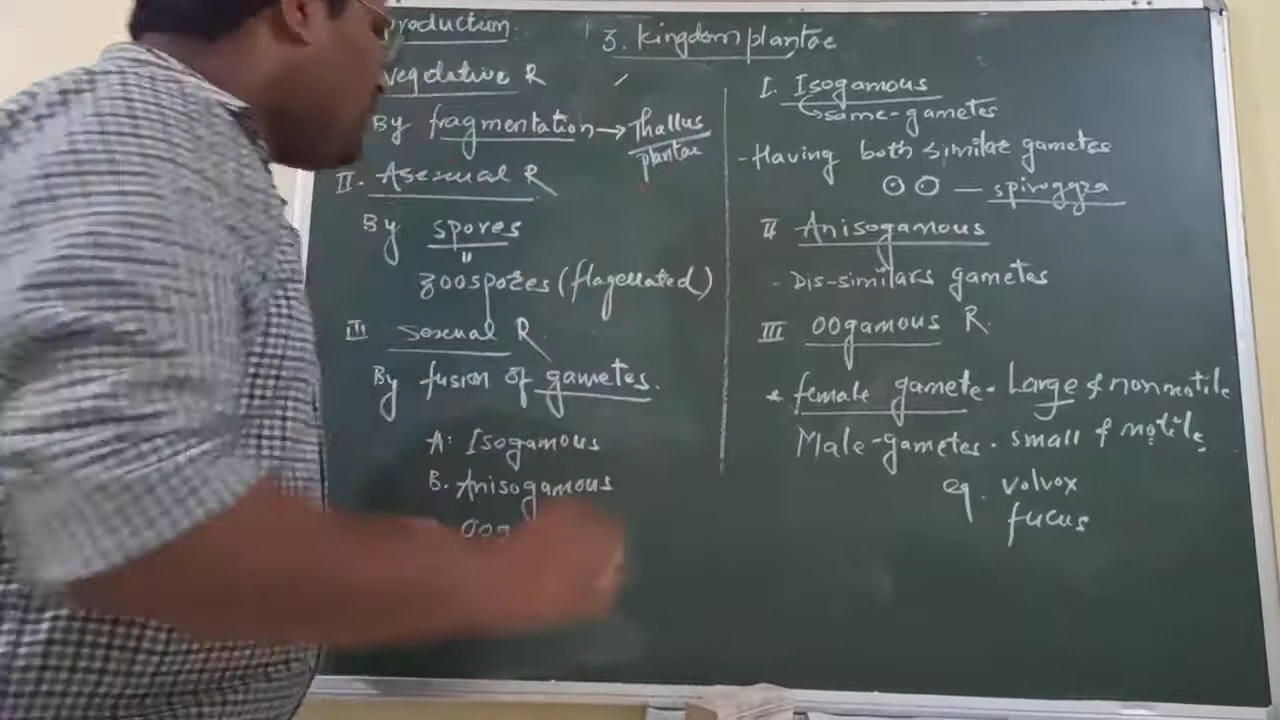 3. kingdom plantae
production
vegetative R
By fragmentation → Thallus
plantae
II. Asexual R
By spores
"
zoospores (flagellated)
III Sexual R
By fusion of gametes.
A: Isogamous
B. Anisogamous
oog
I. Isogamous
same-gametes
- Having both similar gametes
— spirogyra
II Anisogamous
- Dis-similars gametes
III oogamous R.
* female gamete - Large & nonmotile
Male-gametes. small & motile.
eg. volvox
fucus